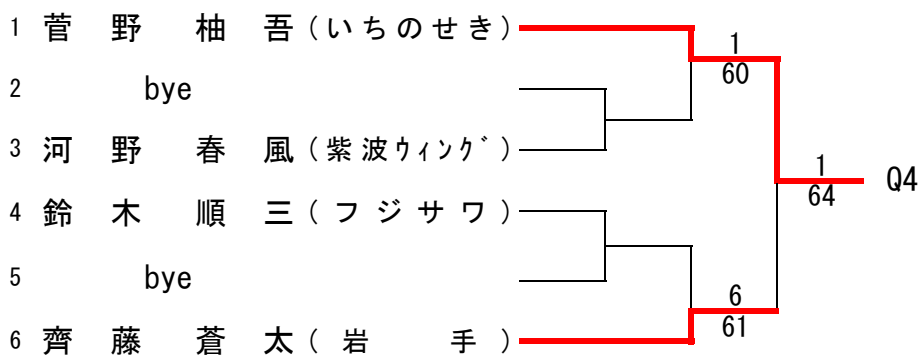 1 菅野 柚吾(いちのせき)
2 bye
3 河野 春風(紫波ウィング)
4 鈴木 順三(フジサワ)
5 bye
6 齊藤 蒼太(岩 手)
1
60
6
61
1
64
Q4